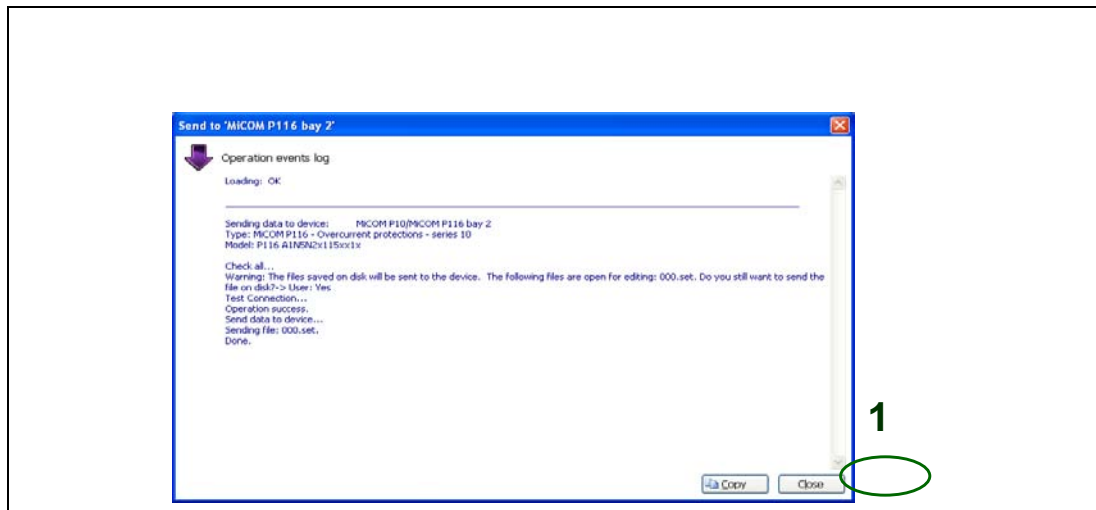 Send to 'MiCOM P116 bay 2'
Operation events log
Loading: OK
Sending data to device: MiCOM P10/MiCOM P116 bay 2
Type: MiCOM P116 - Overcurrent protections - series 10
Model: P116 A1N5N2x115xx1x
Check all...
Warning: The files saved on disk will be sent to the device. The following files are open for editing: 000.set. Do you still want to send the
file on disk?-> User: Yes
Test Connection...
Operation success.
Send data to device...
Sending file: 000.set.
Done.
1
Copy Close